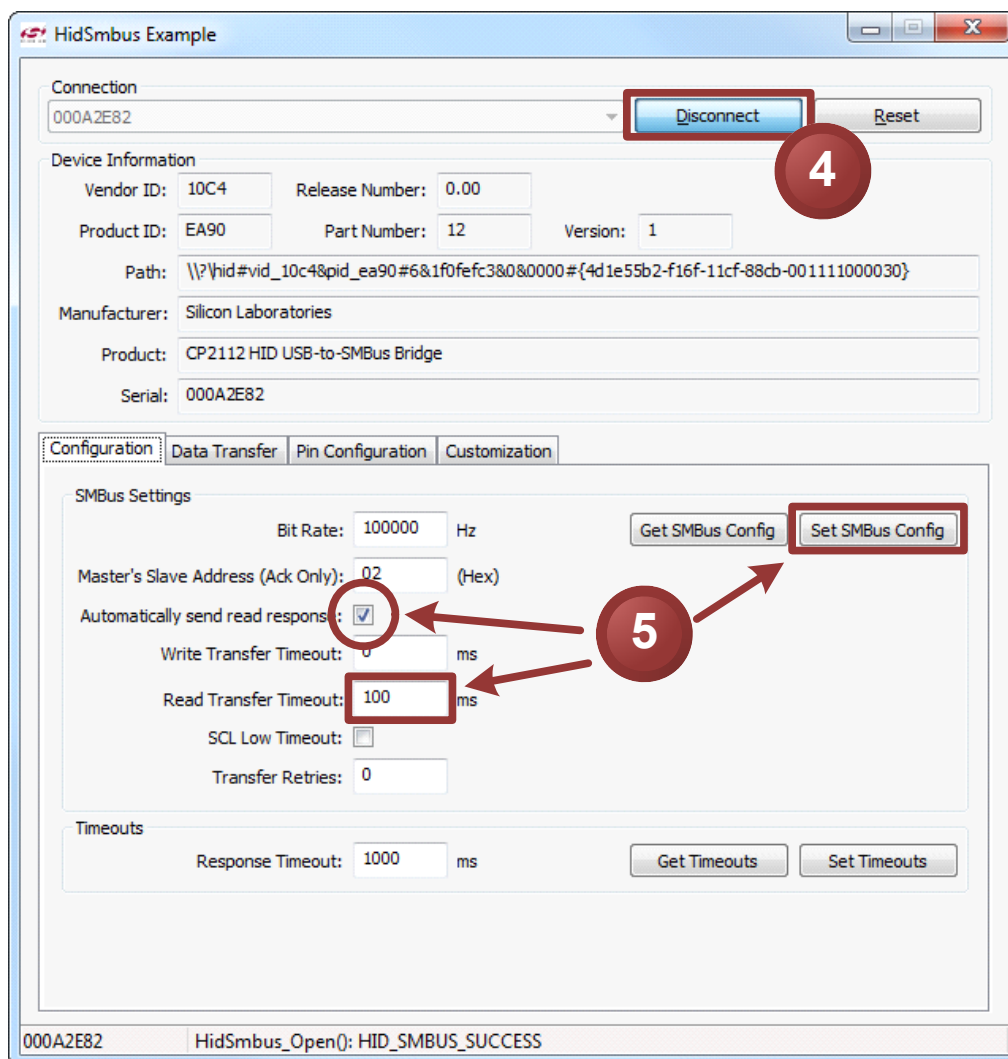 HidSmbus Example
Connection
000A2E82 Disconnect Reset
4
Device Information
Vendor ID: 10C4 Release Number: 0.00
Product ID: EA90 Part Number: 12 Version: 1
Path: \\?\hid#vid_10c4&pid_ea90#6&1f0fefc3&0&0000#{4d1e55b2-f16f-11cf-88cb-001111000030}
Manufacturer: Silicon Laboratories
Product: CP2112 HID USB-to-SMBus Bridge
Serial: 000A2E82
Configuration Data Transfer Pin Configuration Customization
SMBus Settings
Bit Rate: 100000 Hz Get SMBus Config Set SMBus Config
Master's Slave Address (Ack Only): 02 (Hex)
Automatically send read response:
5
Write Transfer Timeout: 0 ms
Read Transfer Timeout: 100 ms
SCL Low Timeout:
Transfer Retries: 0
Timeouts
Response Timeout: 1000 ms Get Timeouts Set Timeouts
000A2E82 HidSmbus_Open(): HID_SMBUS_SUCCESS